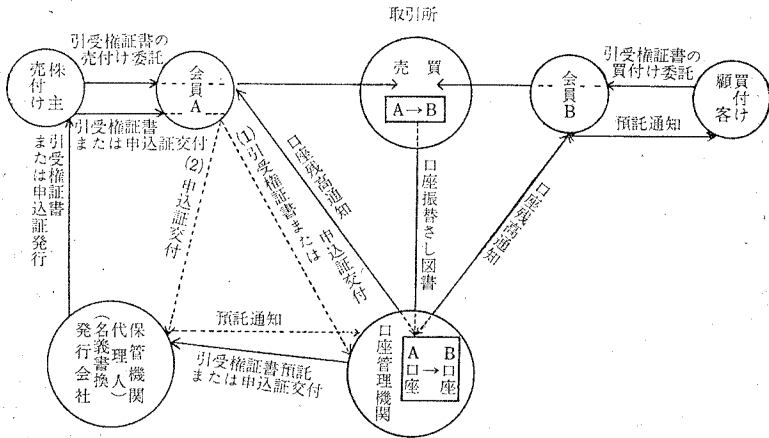 取引所
引受権証書の
売付け委託
引受権証書の
買付け委託
株主
売付け
会員A
売買
A→B
会員B
買付け
顧客
引受権証書
または申込証交付
預託通知
引受権証書
または申込証発行
(2)申込証交付
(1)引受権証書または申込証交付
口座残高通知
口座振替さし図書
口座残高通知
預託通知
引受権証書預託
または申込証交付
保管機関
代理人)
(名義書換
発行会社
A口座→B口座
口座管理機関